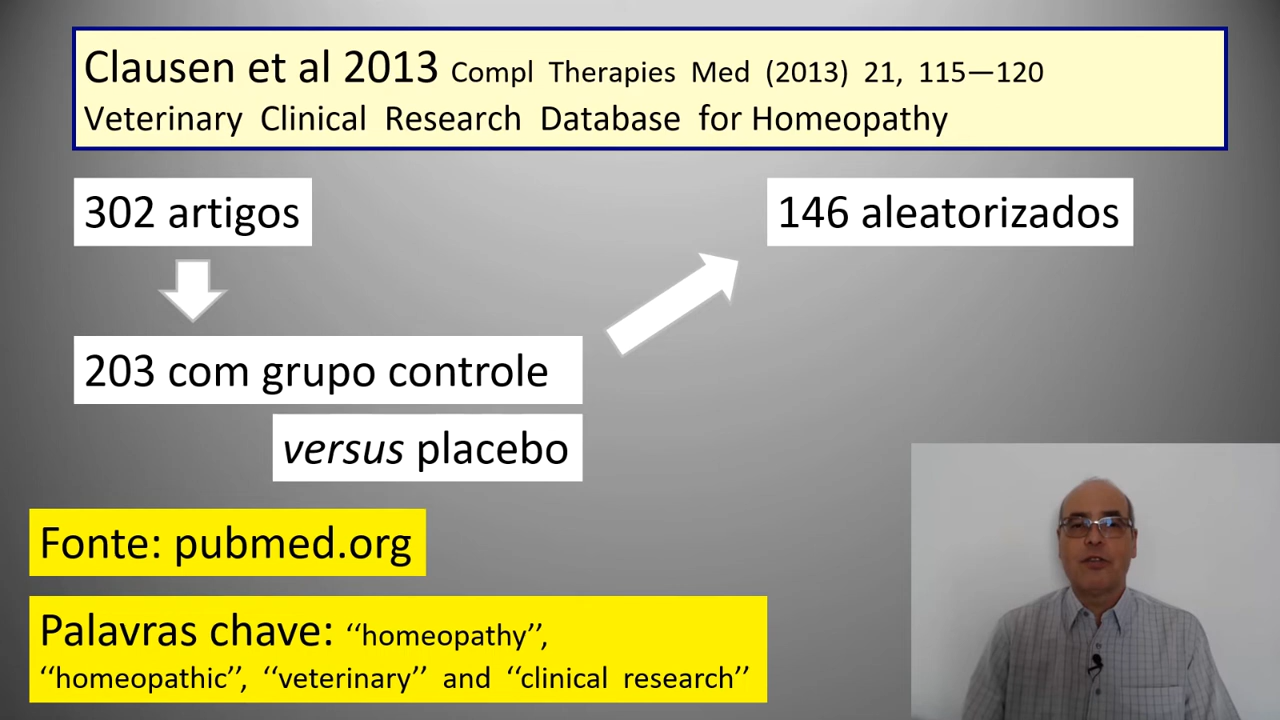 Clausen et al 2013 Compl Therapies Med (2013) 21, 115—120
Veterinary Clinical Research Database for Homeopathy
302 artigos
146 aleatorizados
203 com grupo controle
versus placebo
Fonte: pubmed.org
Palavras chave: ‘‘homeopathy’’,
‘‘homeopathic’’, ‘‘veterinary’’ and ‘‘clinical research’’